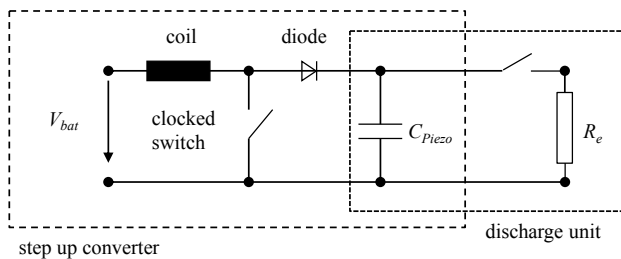 coil
diode
V_bat
clocked
switch
C_Piezo
R_e
discharge unit
step up converter